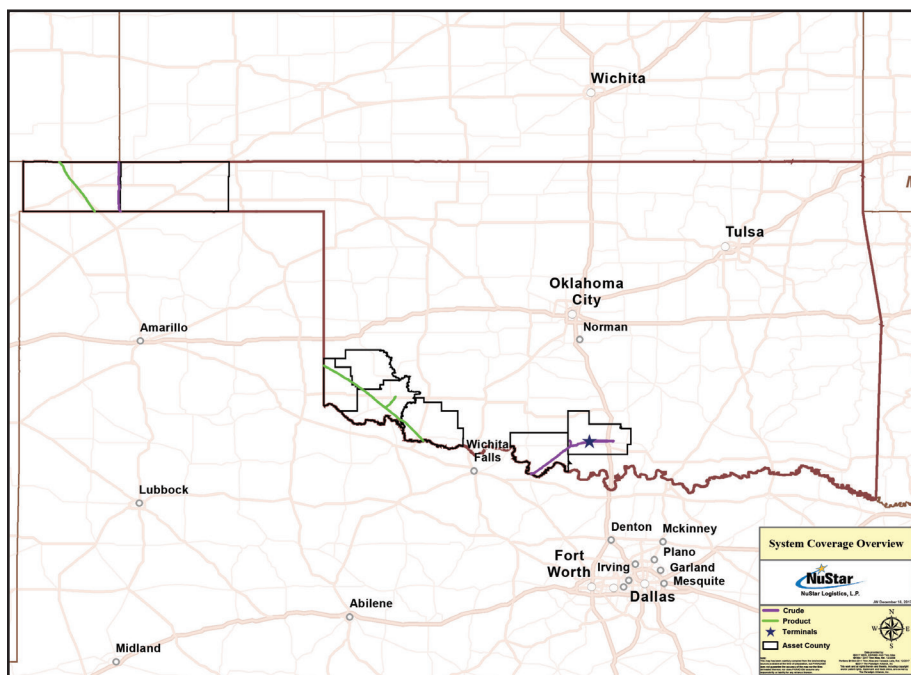 Wichita
M
Tulsa
Oklahoma
City
Norman
Amarillo
Wichita
Falls
Lubbock
Denton
Mckinney
Plano
Fort
Worth
Irving
Garland
Mesquite
Dallas
Abilene
Midland
System Coverage Overview
NuStar
NuStar Logistics, L.P.
Crude
Product
Terminals
Asset County
N
W
E
S